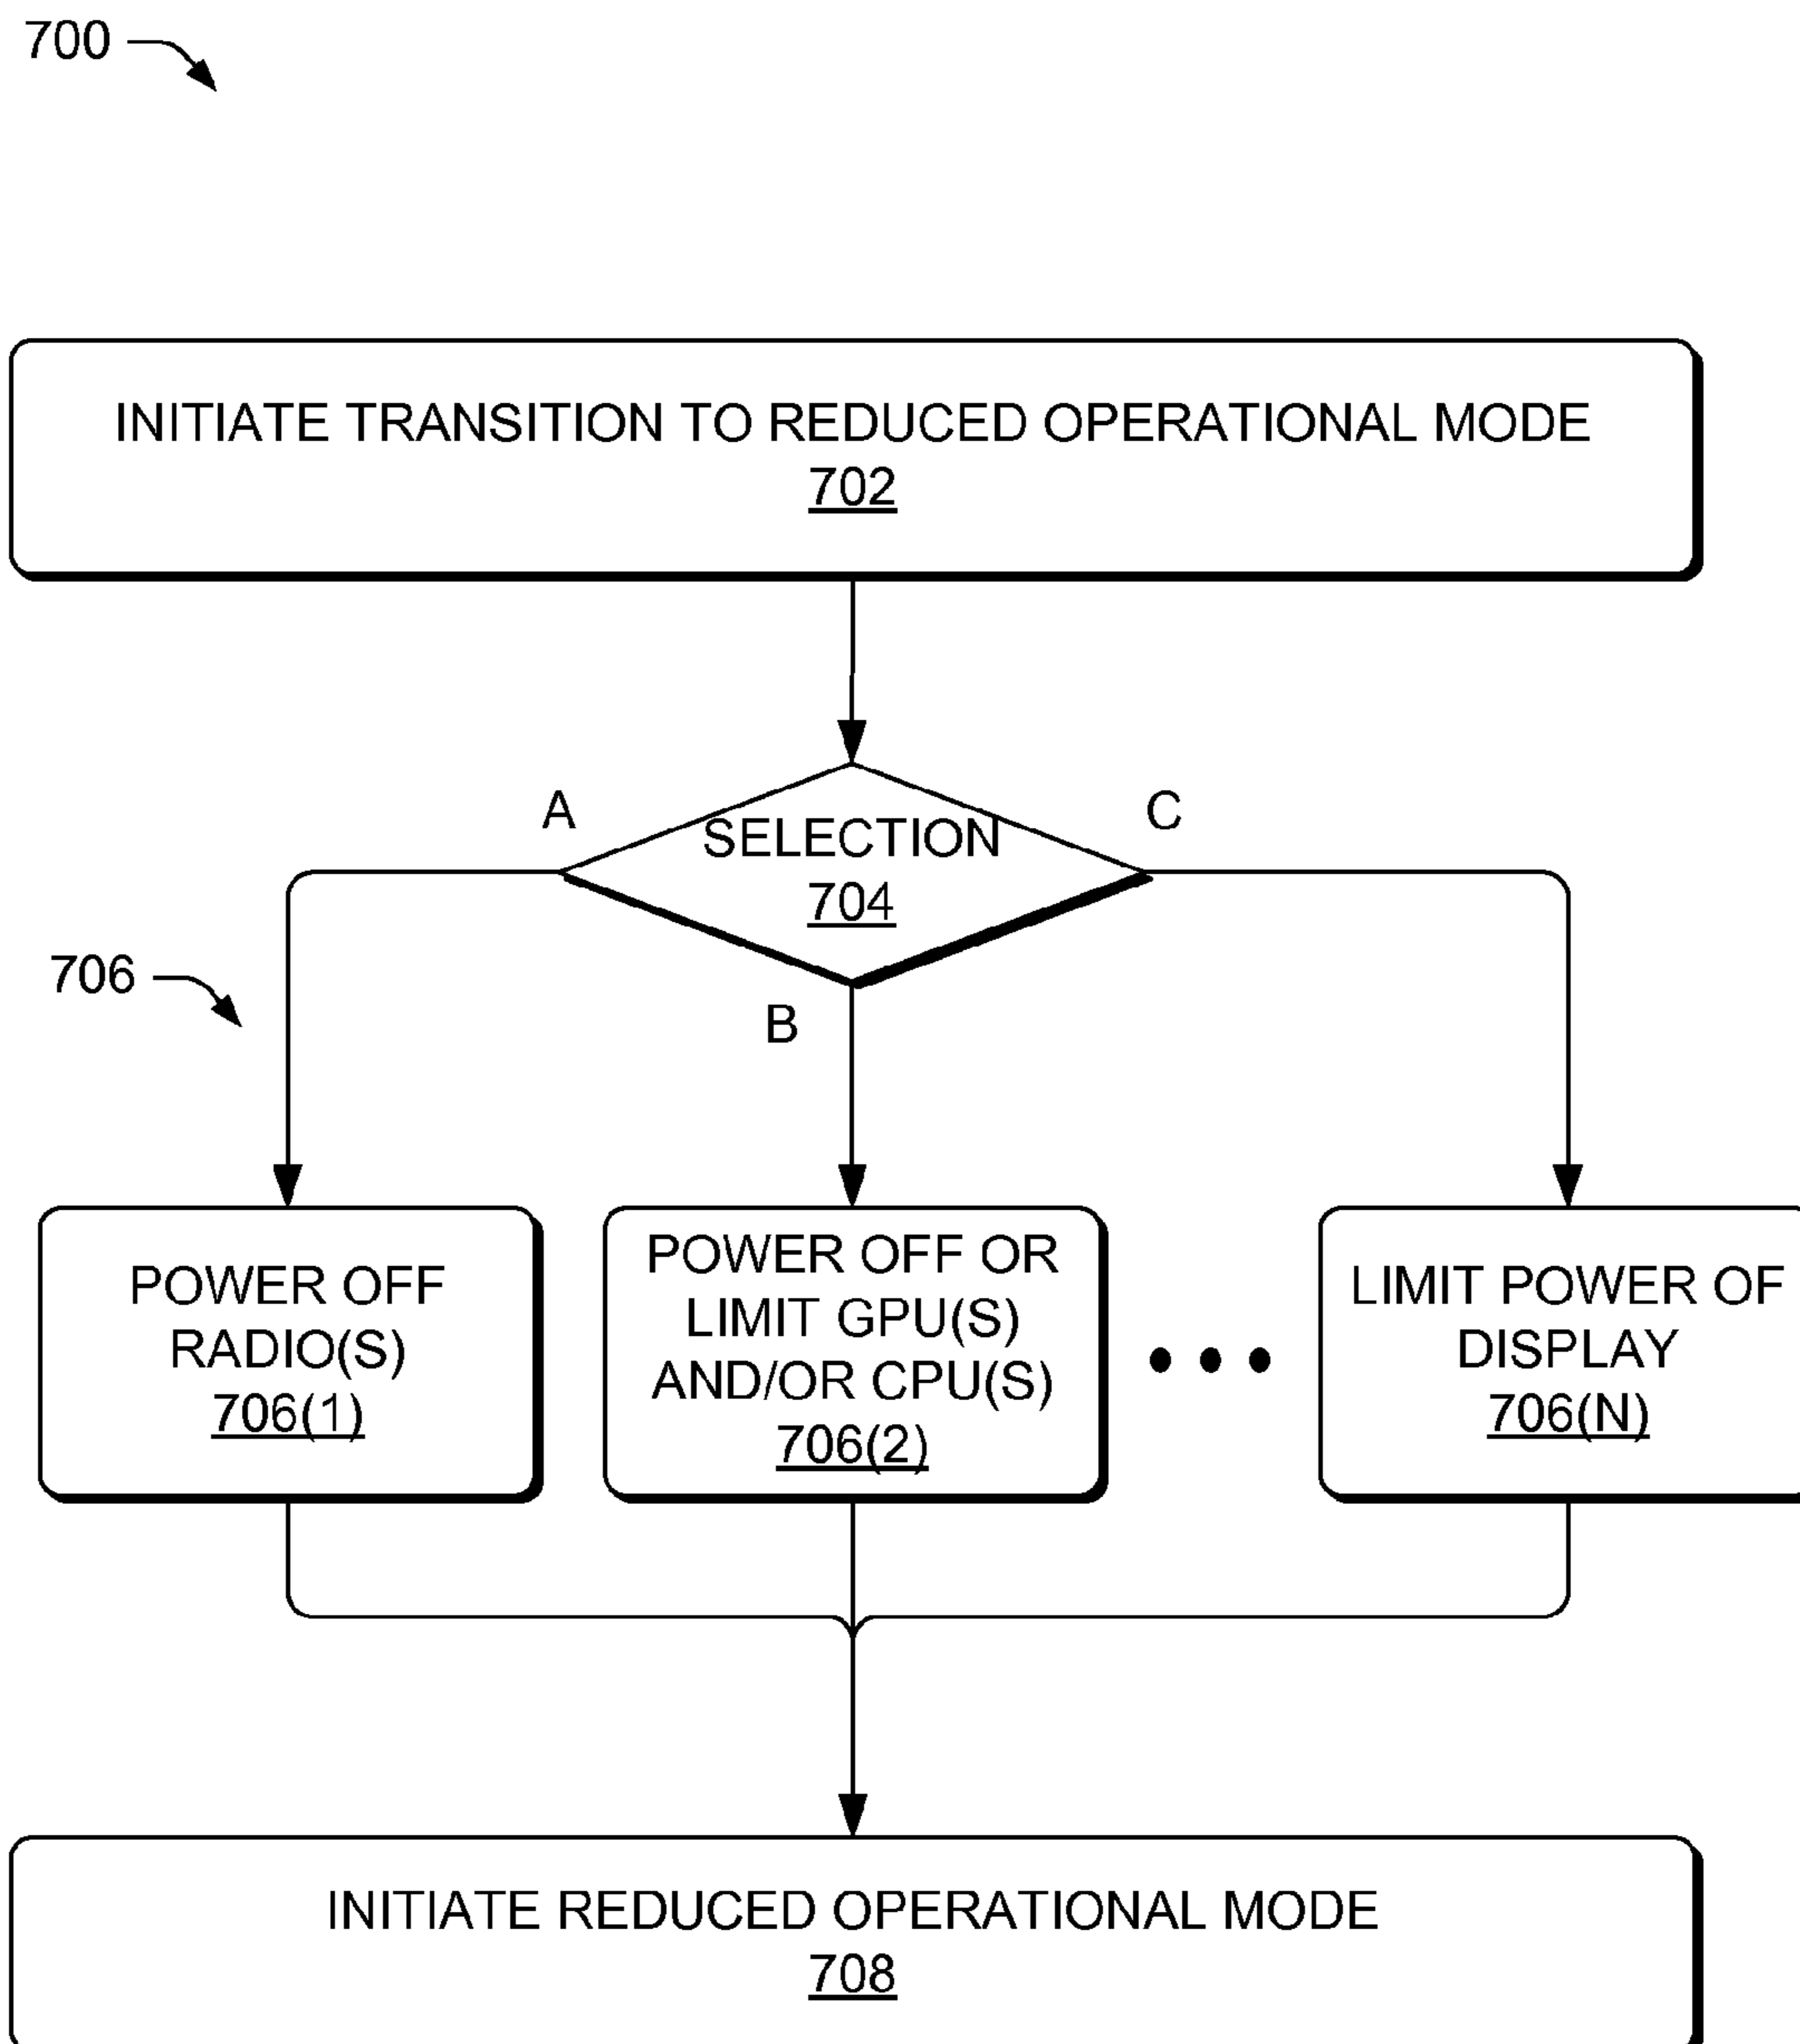 700
INITIATE TRANSITION TO REDUCED OPERATIONAL MODE
702
A
C
SELECTION
704
706
B
POWER OFF
RADIO(S)
706(1)
POWER OFF OR
LIMIT GPU(S)
AND/OR CPU(S)
706(2)
LIMIT POWER OF
DISPLAY
706(N)
INITIATE REDUCED OPERATIONAL MODE
708